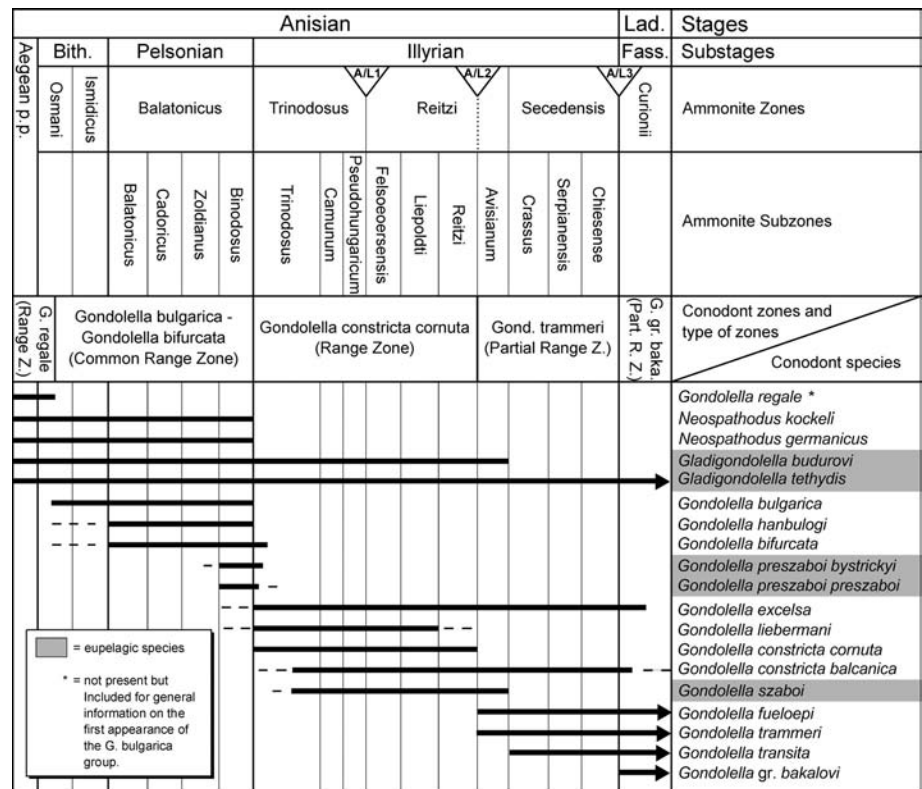 Anisian
Lad.
Stages
Aegean p.p.
Bith.
Pelsonian
Illyrian
Fass.
Substages
Osmani
Ismidicus
Balatonicus
Trinodosus
A/L1
Reitzi
A/L2
Secedensis
A/L3
Curionii
Ammonite Zones
Balatonicus
Cadoricus
Zoldianus
Binodosus
Trinodosus
Camunum
Pseudohungaricum
Felsoeoersensis
Liepoldti
Reitzi
Avisianum
Crassus
Serpianensis
Chiesense
Ammonite Subzones
G. regale
(Range Z.)
Gondolella bulgarica -
Gondolella bifurcata
(Common Range Zone)
Gondolella constricta cornuta
(Range Zone)
Gond. trammeri
(Partial Range Z.)
G. gr. baka.
(Part. R. Z.)
Conodont zones and
type of zones
Conodont species
Gondolella regale *
Neospathodus kockeli
Neospathodus germanicus
Gladigondolella budurovi
Gladigondolella tethydis
Gondolella bulgarica
Gondolella hanbulogi
Gondolella bifurcata
Gondolella preszaboi bystrickyi
Gondolella preszaboi preszaboi
Gondolella excelsa
Gondolella liebermani
Gondolella constricta cornuta
Gondolella constricta balcanica
Gondolella szaboi
Gondolella fueloepi
Gondolella trammeri
Gondolella transita
Gondolella gr. bakalovi
= eupelagic species
* = not present but
Included for general
information on the
first appearance of
the G. bulgarica
group.